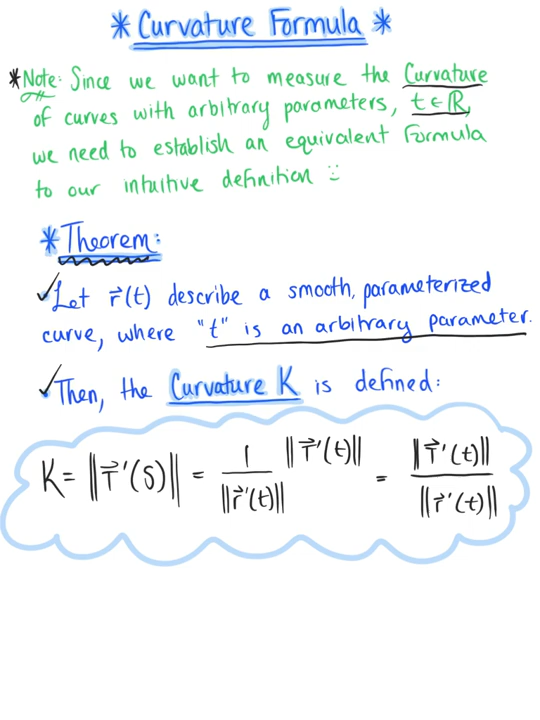 * Curvature Formula *
*Note: Since we want to measure the Curvature
of curves with arbitrary parameters, t ∈ ℝ,
we need to establish an equivalent Formula
to our intuitive definition :)
*Theorem:
✓Let r⃗(t) describe a smooth, parameterized
curve, where "t" is an arbitrary parameter.
✓Then, the Curvature K is defined:
K = ||T⃗'(s)|| = 1/||r⃗'(t)|| ||T⃗'(t)|| = ||T⃗'(t)||/||r⃗'(t)||